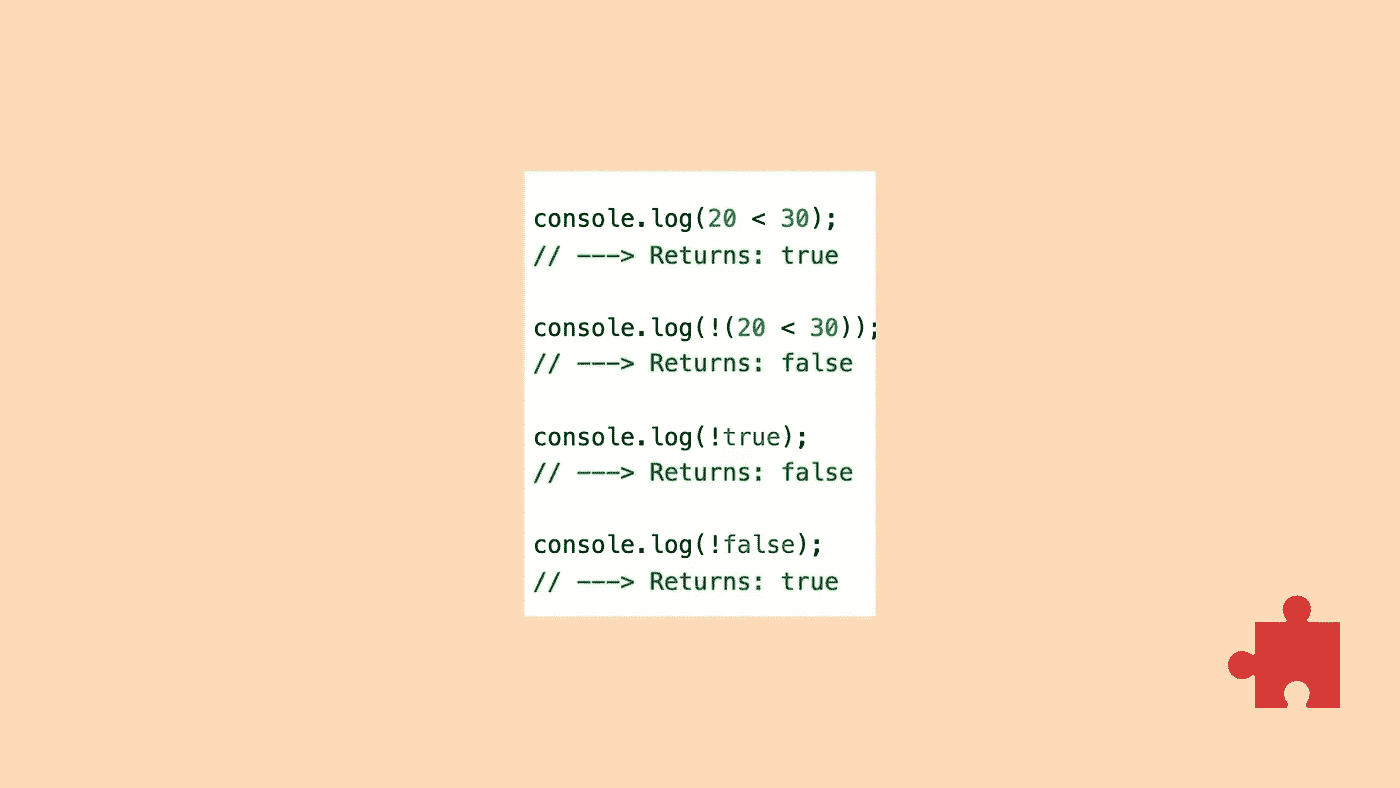 console.log(20 < 30);
// ---> Returns: true
console.log(!(20 < 30));
// ---> Returns: false
console.log(!true);
// ---> Returns: false
console.log(!false);
// ---> Returns: true